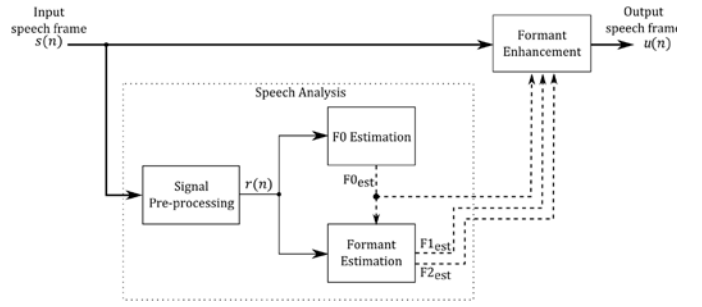 Input
speech frame
s(n)
Output
speech frame
u(n)
Formant
Enhancement
Speech Analysis
F0 Estimation
Signal
Pre-processing
r(n)
F0est
Formant
Estimation
F1est
F2est